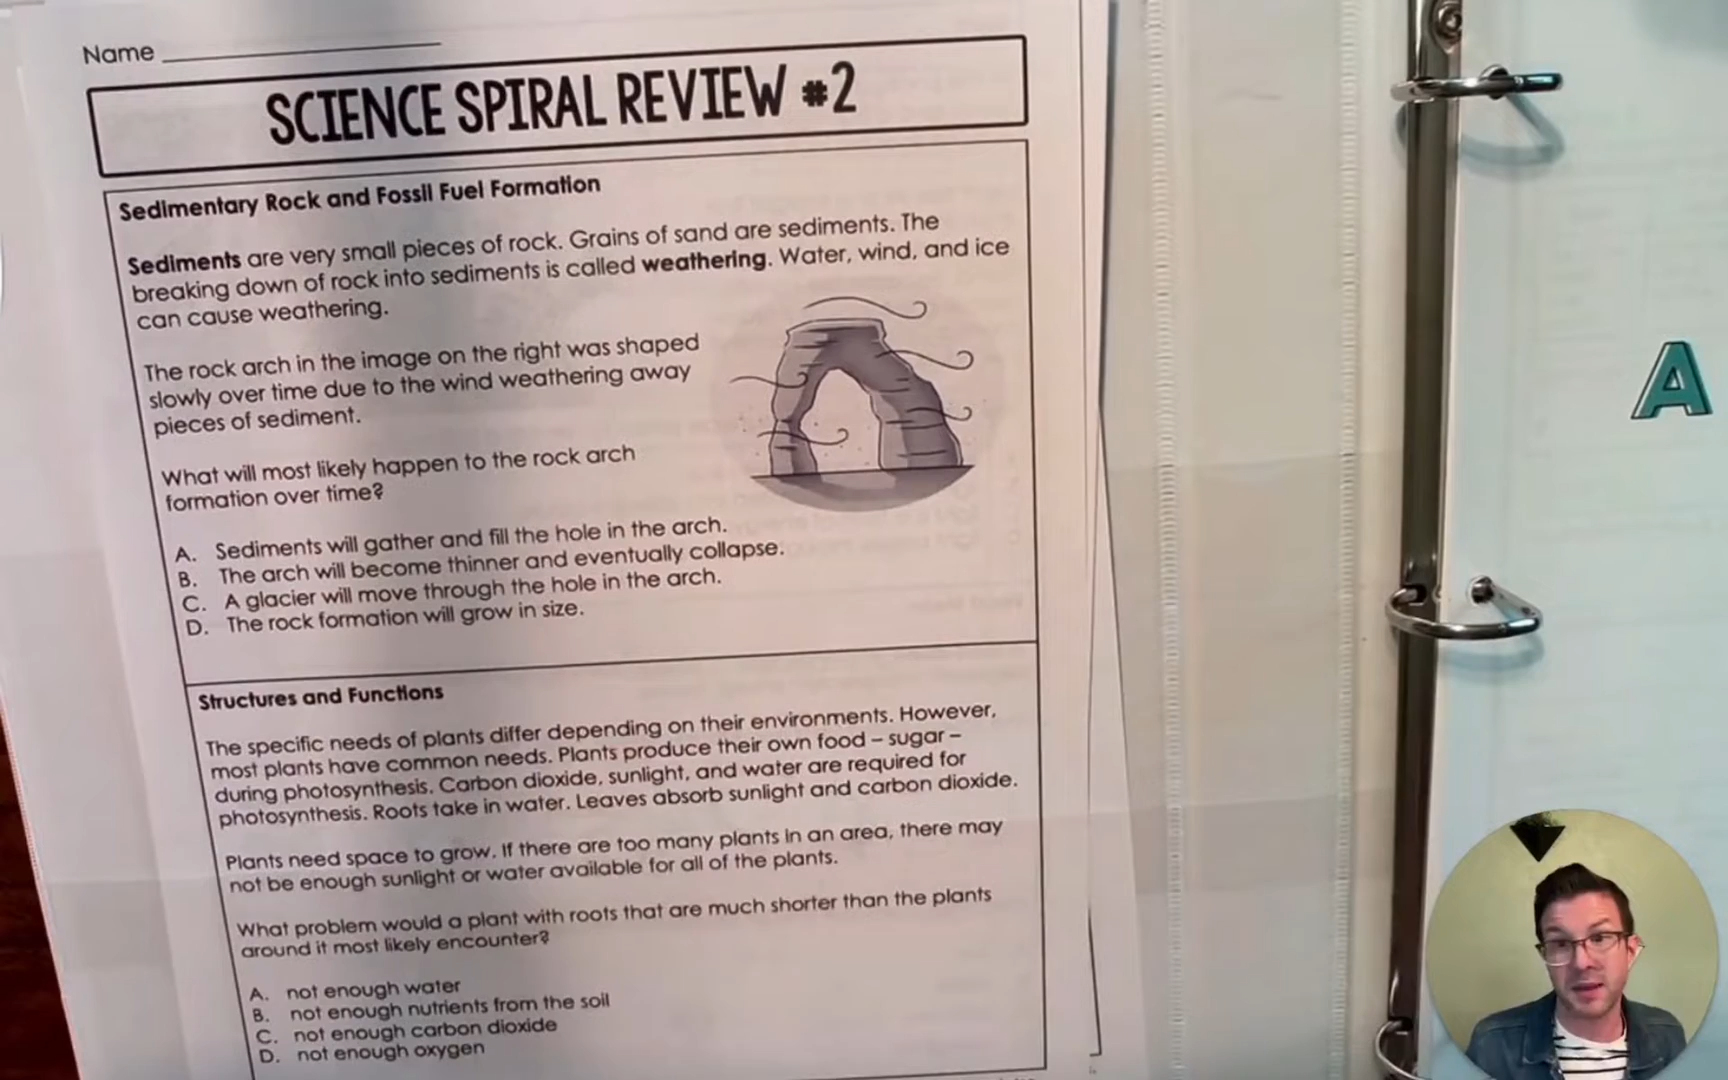 Name
SCIENCE SPIRAL REVIEW #2
Sedimentary Rock and Fossil Fuel Formation
Sediments are very small pieces of rock. Grains of sand are sediments. The
breaking down of rock into sediments is called weathering. Water, wind, and ice
can cause weathering.
The rock arch in the image on the right was shaped
slowly over time due to the wind weathering away
pieces of sediment.
What will most likely happen to the rock arch
formation over time?
A. Sediments will gather and fill the hole in the arch.
B. The arch will become thinner and eventually collapse.
C. A glacier will move through the hole in the arch.
D. The rock formation will grow in size.
Structures and Functions
The specific needs of plants differ depending on their environments. However,
most plants have common needs. Plants produce their own food – sugar –
during photosynthesis. Carbon dioxide, sunlight, and water are required for
photosynthesis. Roots take in water. Leaves absorb sunlight and carbon dioxide.
Plants need space to grow. If there are too many plants in an area, there may
not be enough sunlight or water available for all of the plants.
What problem would a plant with roots that are much shorter than the plants
around it most likely encounter?
A. not enough water
B. not enough nutrients from the soil
C. not enough carbon dioxide
D. not enough oxygen
A